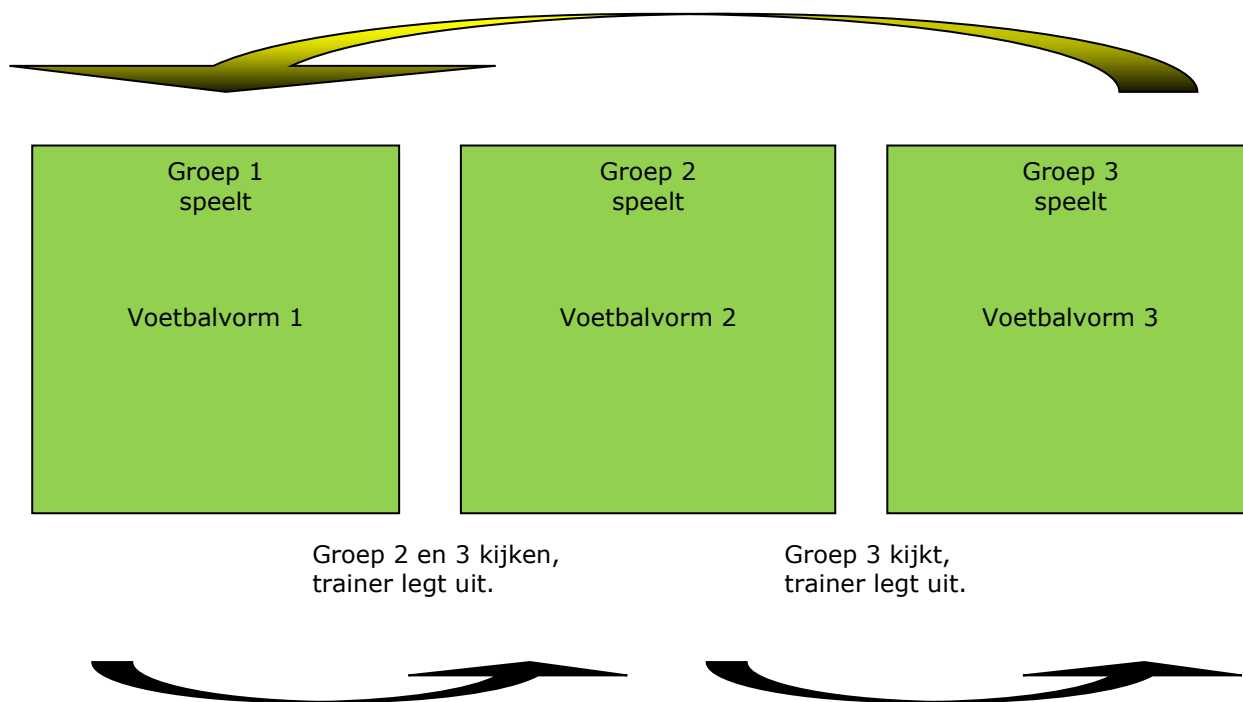 Groep 1
speelt
Voetbalvorm 1
Groep 2
speelt
Voetbalvorm 2
Groep 3
speelt
Voetbalvorm 3
Groep 2 en 3 kijken,
trainer legt uit.
Groep 3 kijkt,
trainer legt uit.